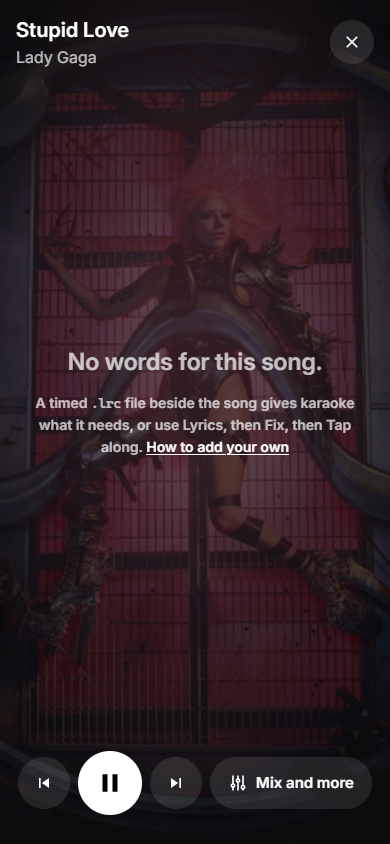 Stupid Love
Lady Gaga
No words for this song.
A timed .lrc file beside the song gives karaoke
what it needs, or use Lyrics, then Fix, then Tap
along. How to add your own
Mix and more